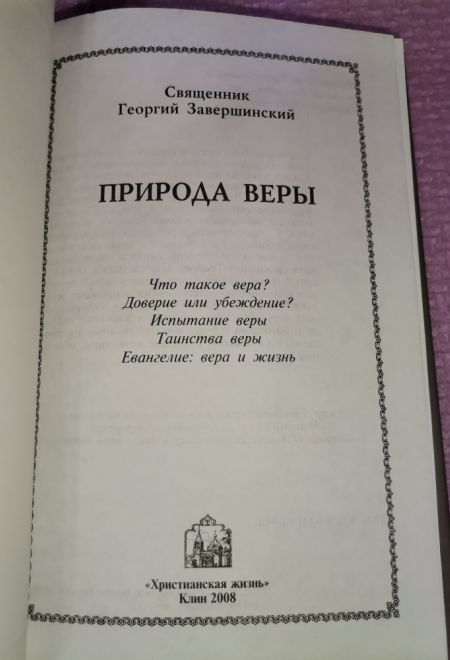 Священник
Георгий Завершинский
ПРИРОДА ВЕРЫ
Что такое вера?
Доверие или убеждение?
Испытание веры
Таинства веры
Евангелие: вера и жизнь
«Христианская жизнь»
Клин 2008